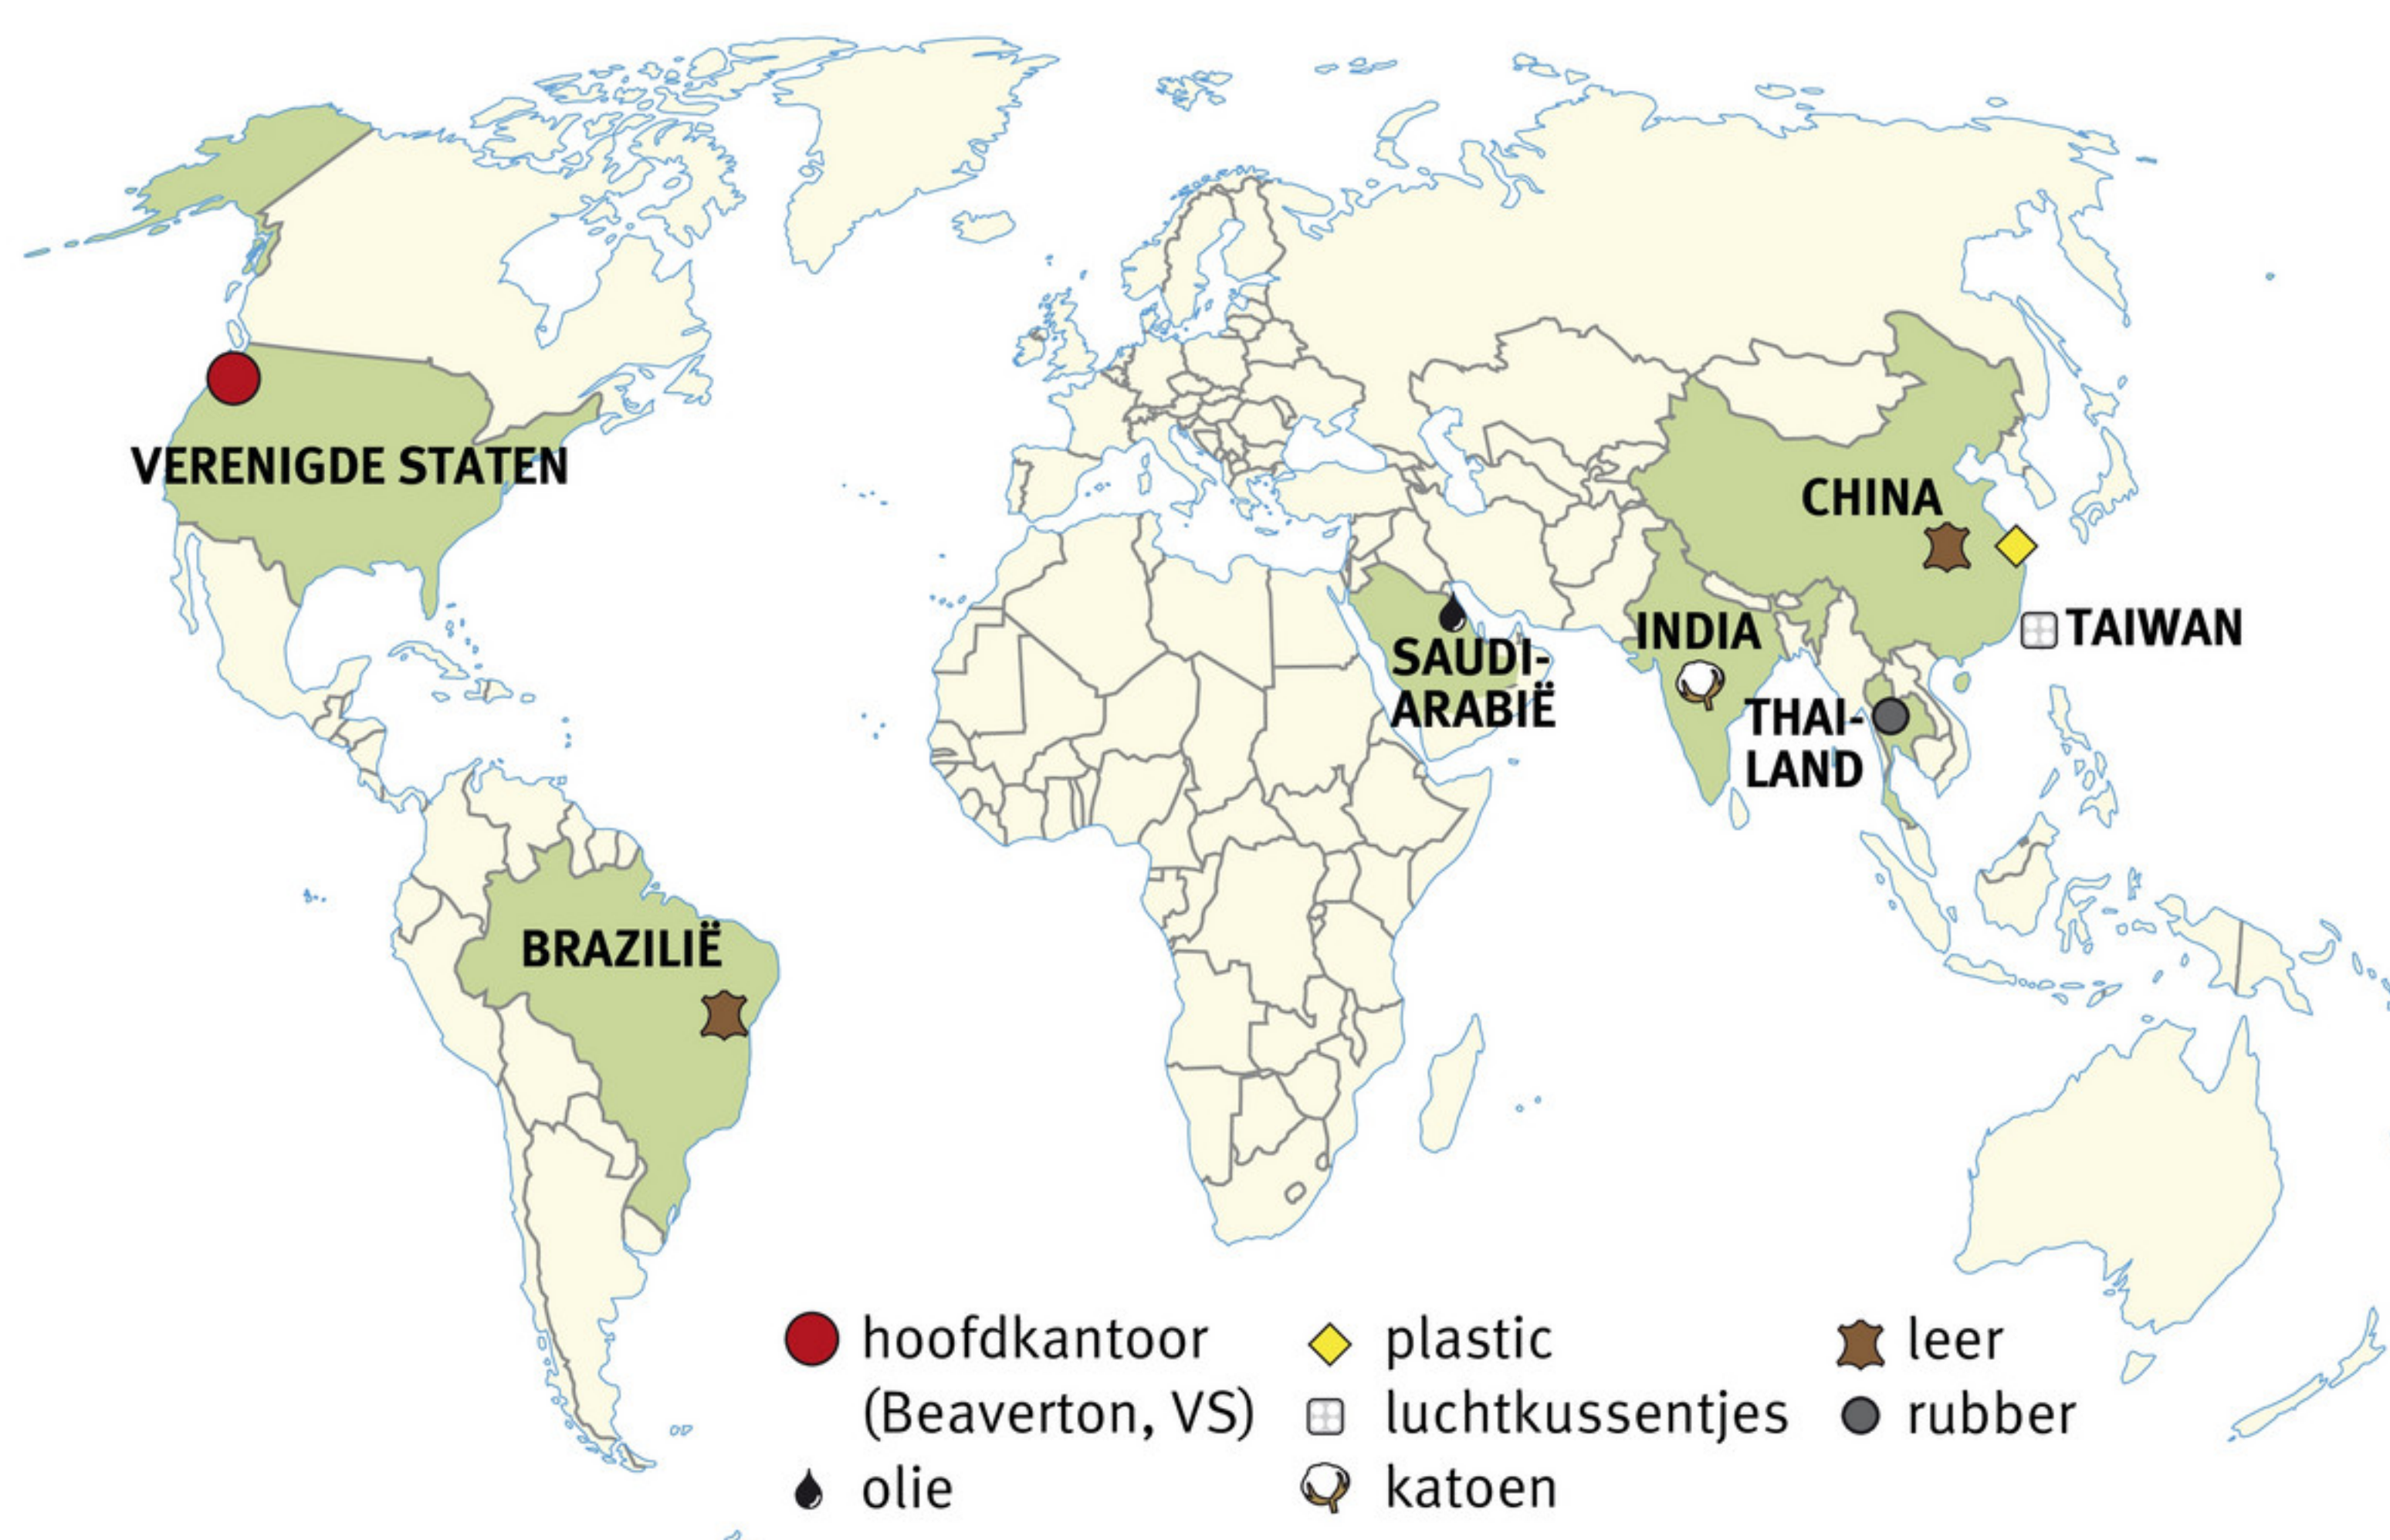 VERENIGDE STATEN
CHINA
INDIA
TAIWAN
SAUDI-
ARABIË
THAI-
LAND
BRAZILIË
hoofdkantoor
(Beaverton, VS)
olie
plastic
luchtkussentjes
katoen
leer
rubber